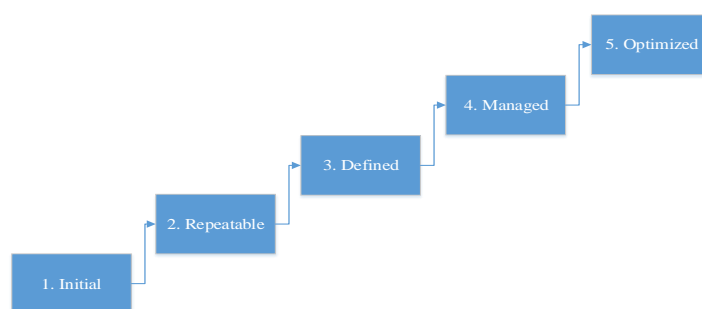 1. Initial
2. Repeatable
3. Defined
4. Managed
5. Optimized